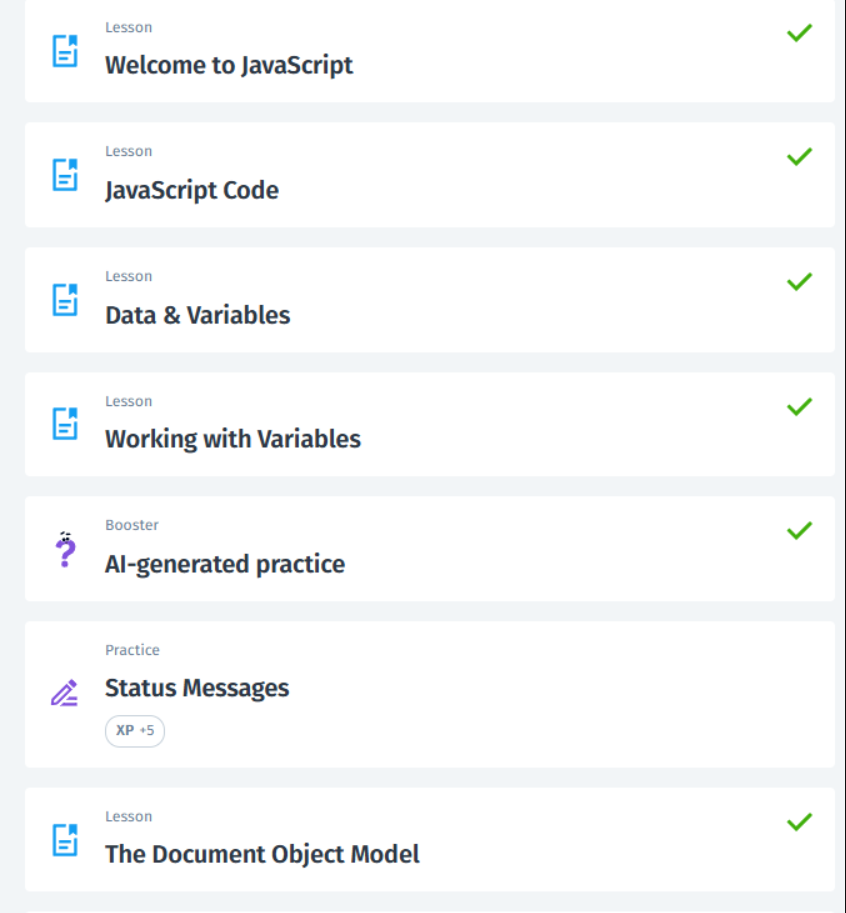 Lesson
Welcome to JavaScript
Lesson
JavaScript Code
Lesson
Data & Variables
Lesson
Working with Variables
Booster
AI-generated practice
Practice
Status Messages
XP +5
Lesson
The Document Object Model